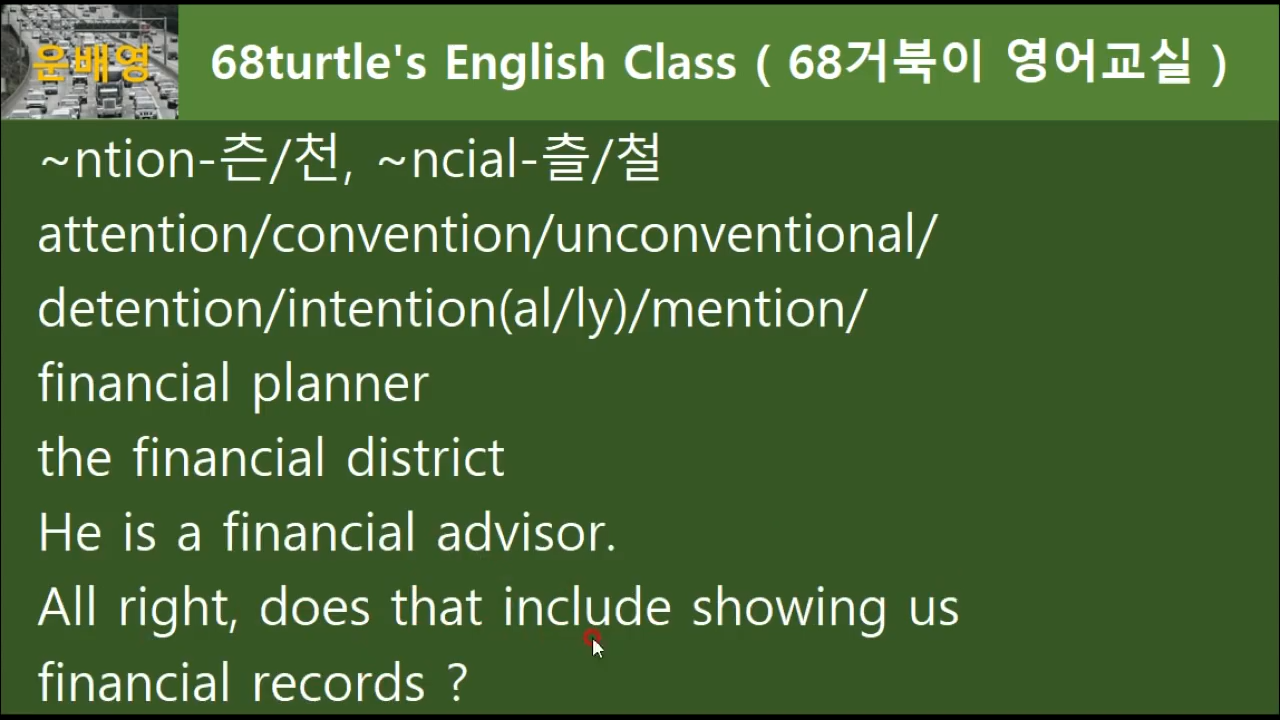 운배영
68turtle's English Class ( 68거북이 영어교실 )
~ntion-츤/천, ~ncial-츨/철
attention/convention/unconventional/
detention/intention(al/ly)/mention/
financial planner
the financial district
He is a financial advisor.
All right, does that include showing us
financial records ?